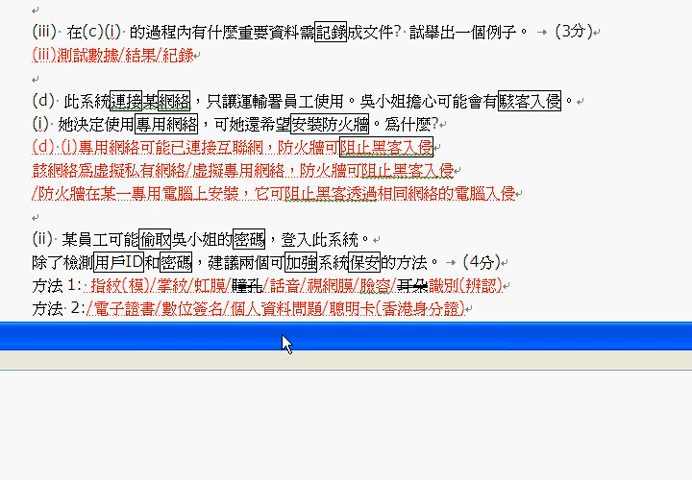 (iii) 在(c)(i) 的過程內有什麼重要資料需記錄成文件? 試舉出一個例子。 → (3分)
(iii)測試數據/結果/紀錄
(d) 此系統連接某網絡，只讓運輸署員工使用。吳小姐擔心可能會有駭客入侵。
(i) 她決定使用專用網絡，可她還希望安裝防火牆。爲什麼?
(d) (i)專用網絡可能已連接互聯網，防火牆可阻止黑客入侵
該網絡爲虛擬私有網絡/虛擬專用網絡，防火牆可阻止黑客入侵
/防火牆在某一專用電腦上安裝，它可阻止黑客透過相同網絡的電腦入侵
(ii) 某員工可能偷取吳小姐的密碼，登入此系統。
除了檢測用戶ID和密碼，建議兩個可加強系統保安的方法。 → (4分)
方法 1: 指紋(模)/掌紋/虹膜/瞳孔/話音/視網膜/臉容/耳朵識別(辨認)
方法 2:/電子證書/數位簽名/個人資料問題/聰明卡(香港身分證)